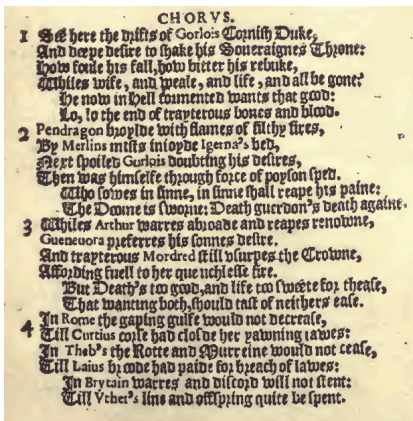 CHORVS.
1 See here the drifts of Gorlois Cornish Duke,
And deepe desire to shake his Soueraignes Throne:
How foule his fall, how bitter his rebuke,
Whiles wife, and weale, and life, and all be gone?
He now in Hell tormented wants that good:
Lo, lo the end of trayterous bones and blood.
2 Pendragon broylde with flames of filthy fires,
By Merlins mists inioyde Igerna's bed,
Next spoiled Gorlois doubting his desires,
Then was himselfe through force of poyson sped.
Who sowes in sinne, in sinne shall reape his paine:
The Doome is sworne: Death guerdon's death againe.
3 Whiles Arthur warres abroade and reapes renowne,
Gueneuora preferres his sonnes desire.
And trayterous Mordred still vsurpes the Crowne,
Affording fuell to her quenchlesse fire.
But Death's too good, and life too sweete for thease,
That wanting both, should tast of neithers ease.
4 In Rome the gaping gulfe would not decrease,
Till Curtius corse had closde her yawning iawes:
In Theb's the Rotte and Murreine would not cease,
Till Laius broode had paide for breach of lawes:
In Brytain warres and discord will not stent:
Till Vther's line and offspring quite be spent.